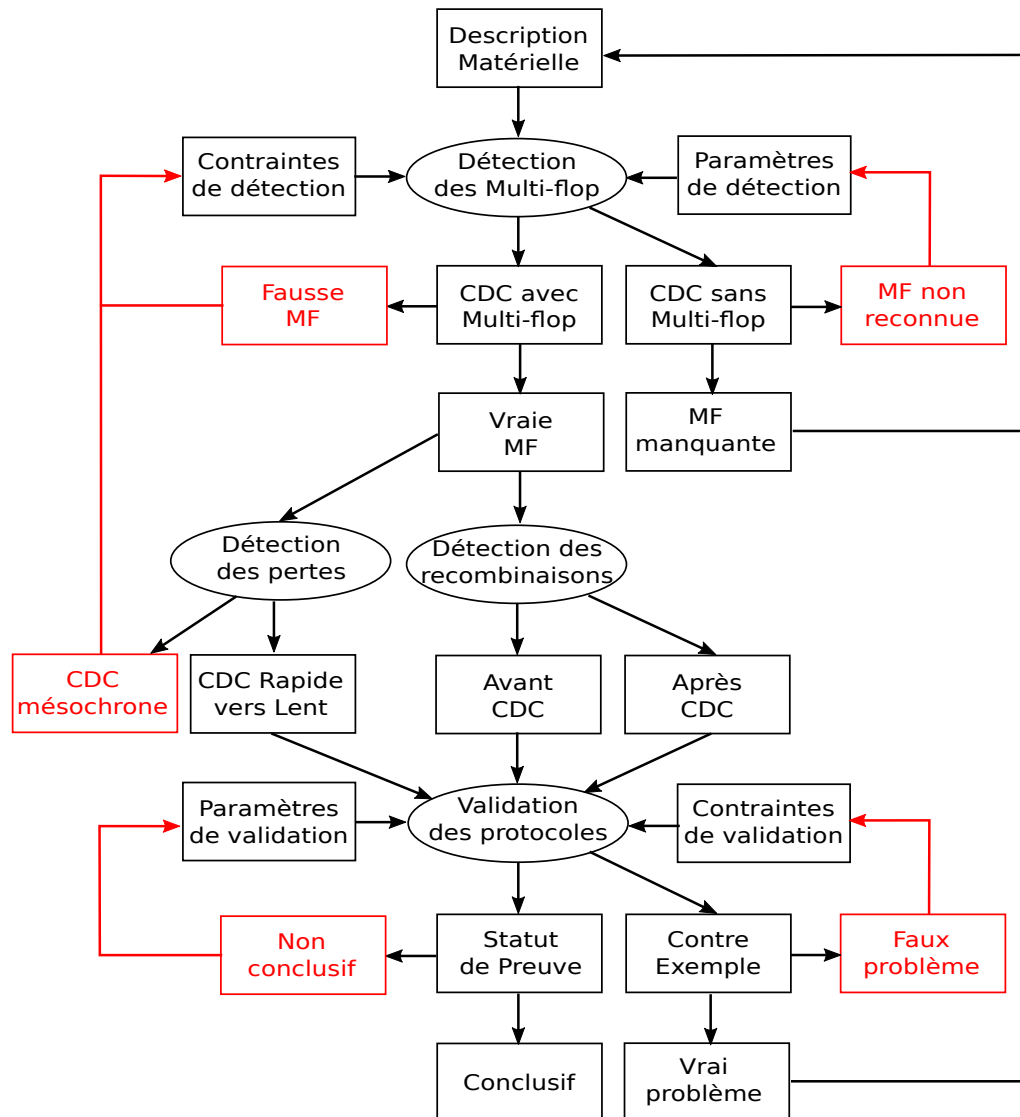 Description
Matérielle
Contraintes
de détection
Détection
des Multi-flop
Paramètres
de détection
Fausse
MF
CDC avec
Multi-flop
CDC sans
Multi-flop
MF non
reconnue
Vraie
MF
MF
manquante
Détection
des pertes
Détection des
recombinaisons
CDC
mésochrone
CDC Rapide
vers Lent
Avant
CDC
Après
CDC
Paramètres
de validation
Validation
des protocoles
Contraintes
de validation
Non
conclusif
Statut
de Preuve
Contre
Exemple
Faux
problème
Conclusif
Vrai
problème